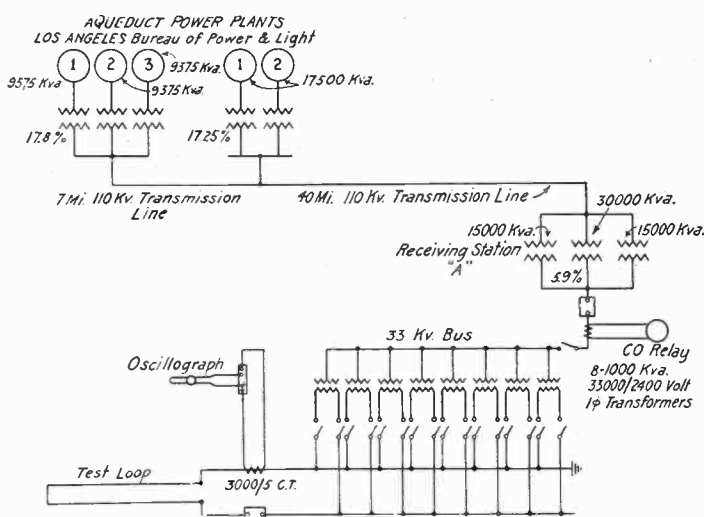 AQUEDUCT POWER PLANTS
LOS ANGELES Bureau of Power & Light
1
2
3
9375 Kva.
1
2
17500 Kva.
9575 Kva
9375 Kva.
17.8%
17.25%
7 Mi. 110 Kv. Transmission
Line
40 Mi. 110 Kv. Transmission Line
30000 Kva.
15000 Kva.
15000 Kva.
Receiving Station
"A"
5.9%
33 Kv. Bus
CO Relay
8-1000 Kva.
33000/2400 Volt
1φ Transformers
Oscillograph
Test Loop
3000/5 C.T.